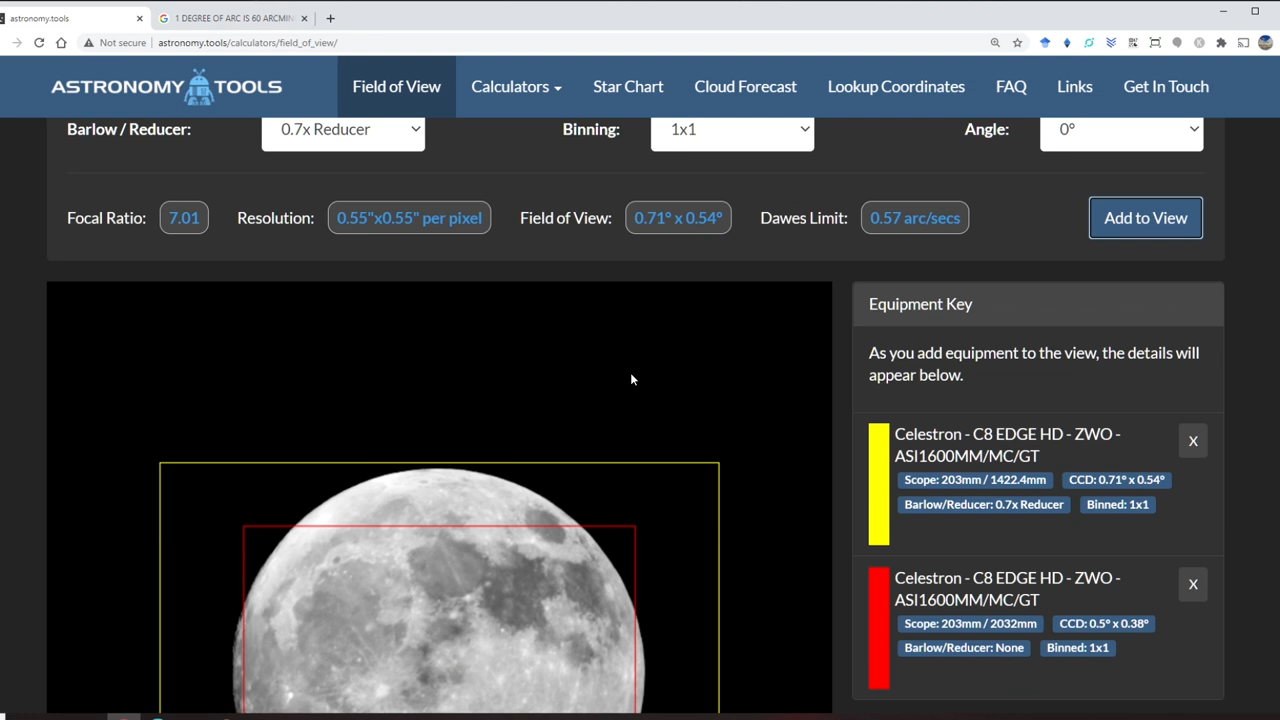 astronomy.tools
1 DEGREE OF ARC IS 60 ARCMIN
Not secure astronomy.tools/calculators/field_of_view/
ASTRONOMY TOOLS
Field of View Calculators Star Chart Cloud Forecast Lookup Coordinates FAQ Links Get In Touch
Barlow / Reducer: 0.7x Reducer Binning: 1x1 Angle: 0°
Focal Ratio: 7.01 Resolution: 0.55"x0.55" per pixel Field of View: 0.71° x 0.54° Dawes Limit: 0.57 arc/secs Add to View
Equipment Key
As you add equipment to the view, the details will
appear below.
Celestron - C8 EDGE HD - ZWO -
ASI1600MM/MC/GT
X
Scope: 203mm / 1422.4mm CCD: 0.71° x 0.54°
Barlow/Reducer: 0.7x Reducer Binned: 1x1
Celestron - C8 EDGE HD - ZWO -
ASI1600MM/MC/GT
X
Scope: 203mm / 2032mm CCD: 0.5° x 0.38°
Barlow/Reducer: None Binned: 1x1